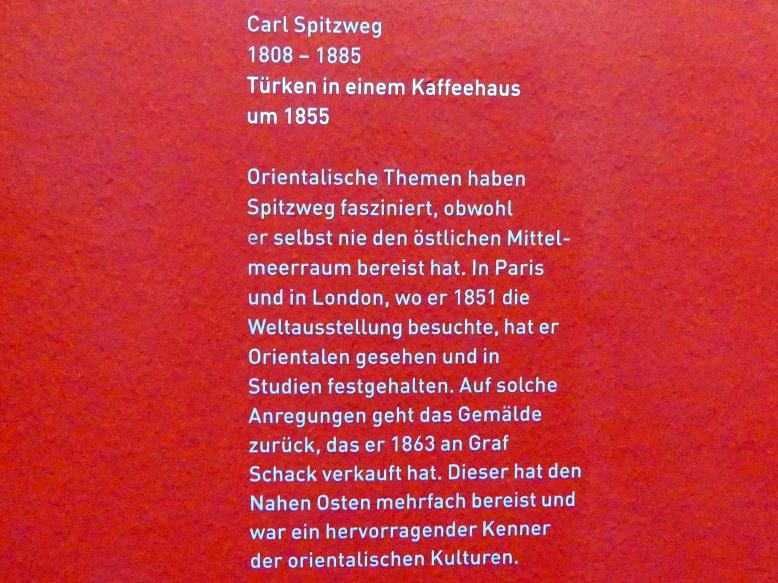 Carl Spitzweg
1808 – 1885
Türken in einem Kaffeehaus
um 1855
Orientalische Themen haben
Spitzweg fasziniert, obwohl
er selbst nie den östlichen Mittel-
meerraum bereist hat. In Paris
und in London, wo er 1851 die
Weltausstellung besuchte, hat er
Orientalen gesehen und in
Studien festgehalten. Auf solche
Anregungen geht das Gemälde
zurück, das er 1863 an Graf
Schack verkauft hat. Dieser hat den
Nahen Osten mehrfach bereist und
war ein hervorragender Kenner
der orientalischen Kulturen.